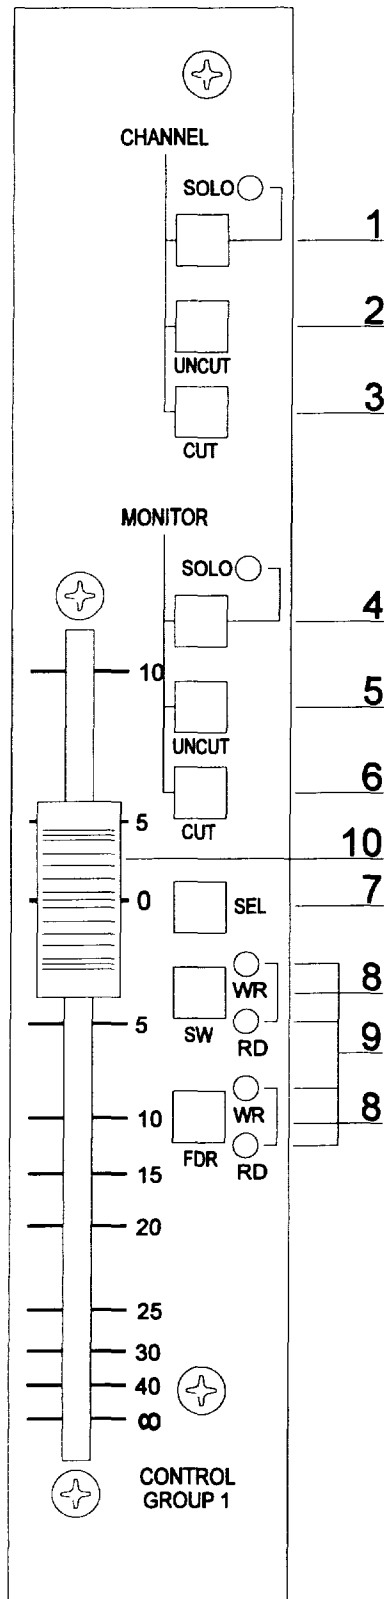 CHANNEL
SOLO
1
2
UNCUT
3
CUT
MONITOR
SOLO
4
10
5
UNCUT
6
5
CUT
10
0
SEL
7
WR
8
SW
5
RD
9
WR
8
10
FDR
RD
15
20
25
30
40
∞
CONTROL
GROUP 1